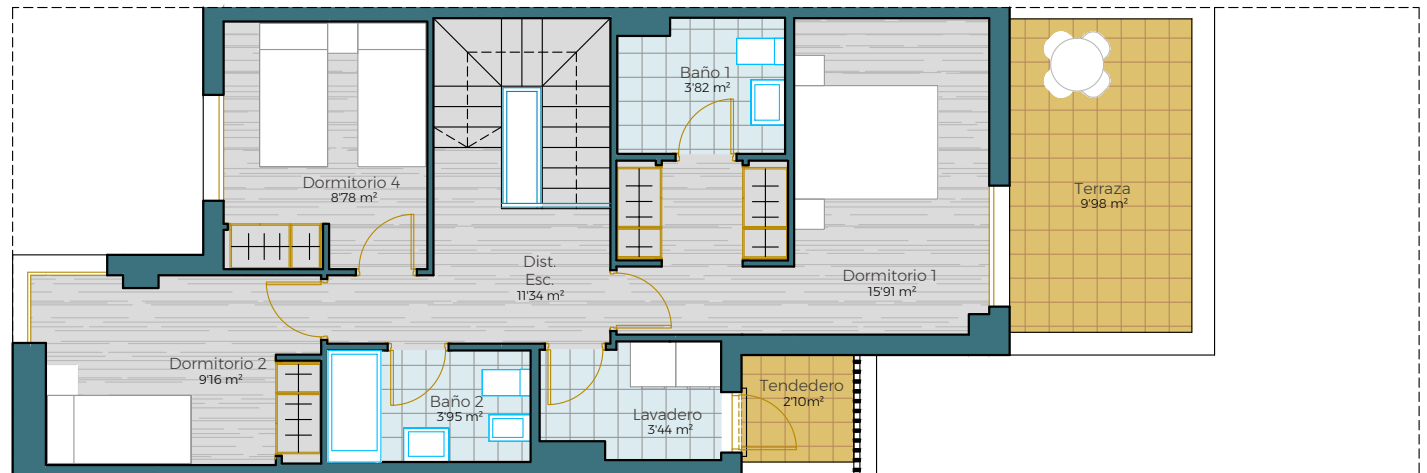 Baño 1
3'82 m²
Dormitorio 4
8'78 m²
Terraza
9'98 m²
Dist.
Esc.
11'34 m²
Dormitorio 1
15'91 m²
Dormitorio 2
9'16 m²
Baño 2
3'95 m²
Lavadero
3'44 m²
Tendedero
2'10m²